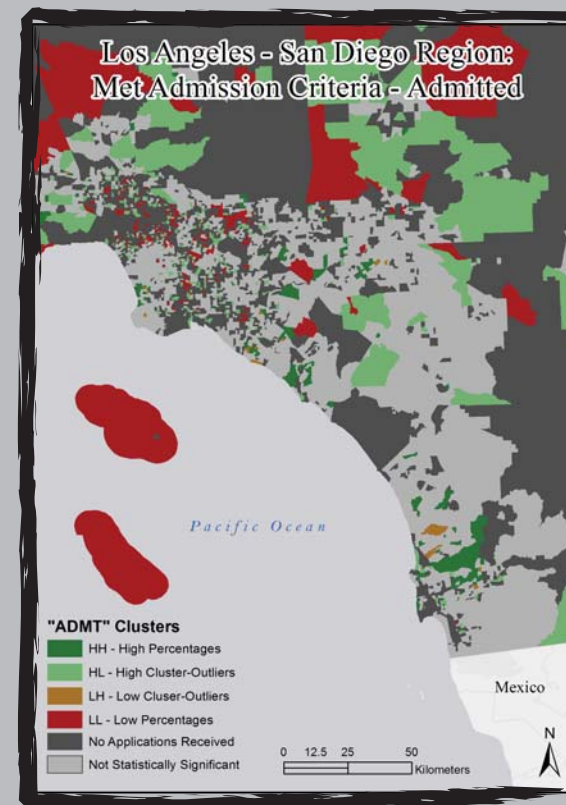 Los Angeles - San Diego Region:
Met Admission Criteria - Admitted
Pacific Ocean
"ADMT" Clusters
HH - High Percentages
HL - High Cluster-Outliers
LH - Low Cluser-Outliers
LL - Low Percentages
No Applications Received
Not Statistically Significant
0 12.5 25 50
Kilometers
Mexico
N